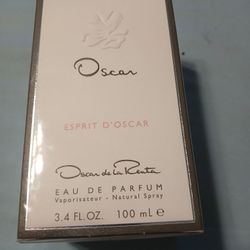 Oscar
ESPRIT D'OSCAR
Oscar de la Renta
EAU DE PARFUM
Vaporisateur - Natural Spray
3.4 FL.OZ. 100 ml e